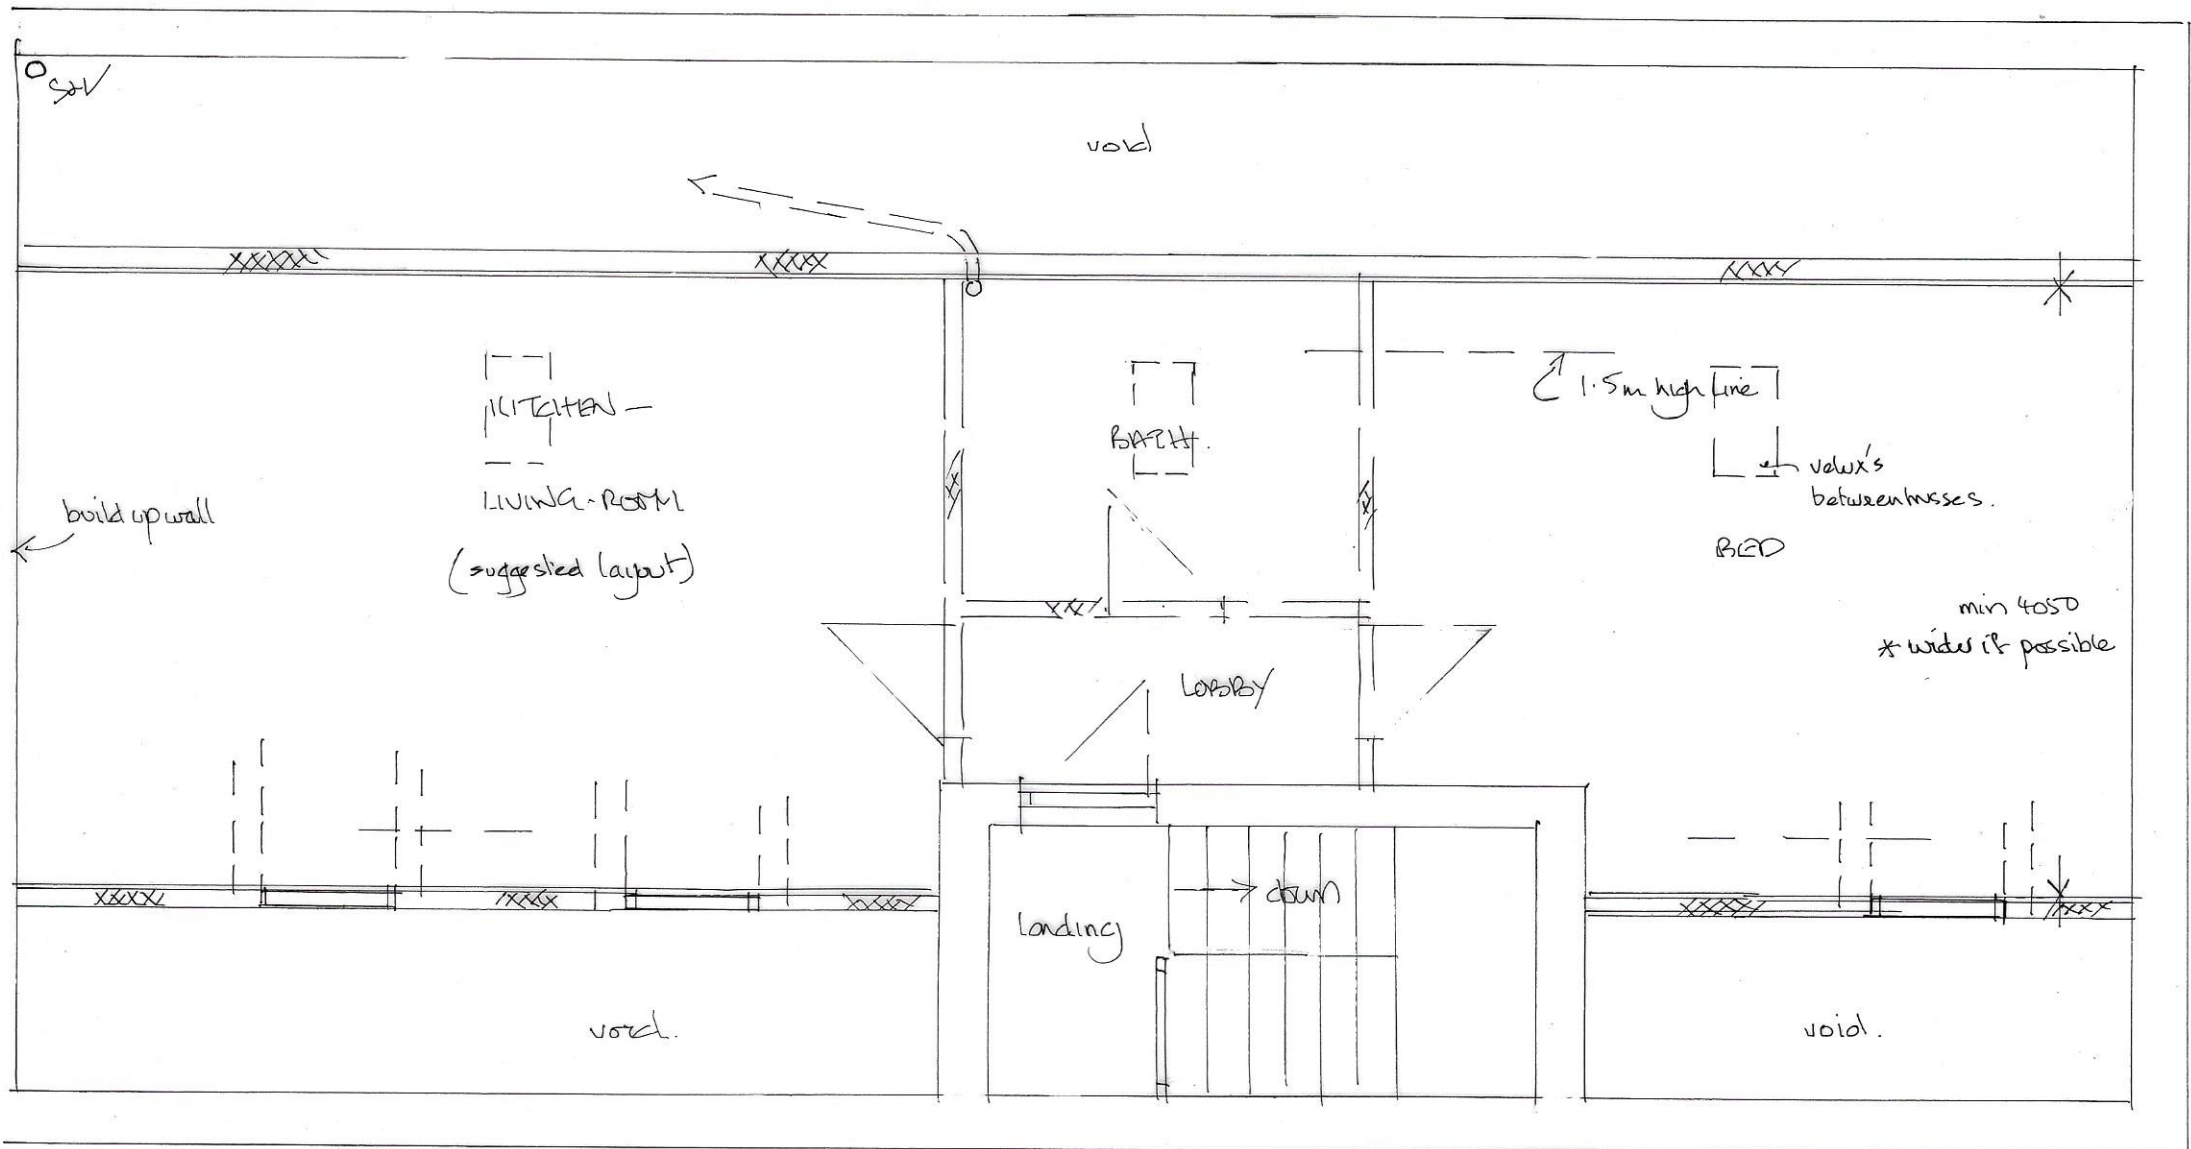 SVV
void
KITCHEN -
LIVING-ROOM
(suggested layout)
BATH.
1.5m high line
velux's
between trusses.
BED
build up wall
min 4050
* wider if possible
LOBBY
down
landing
void.
void.